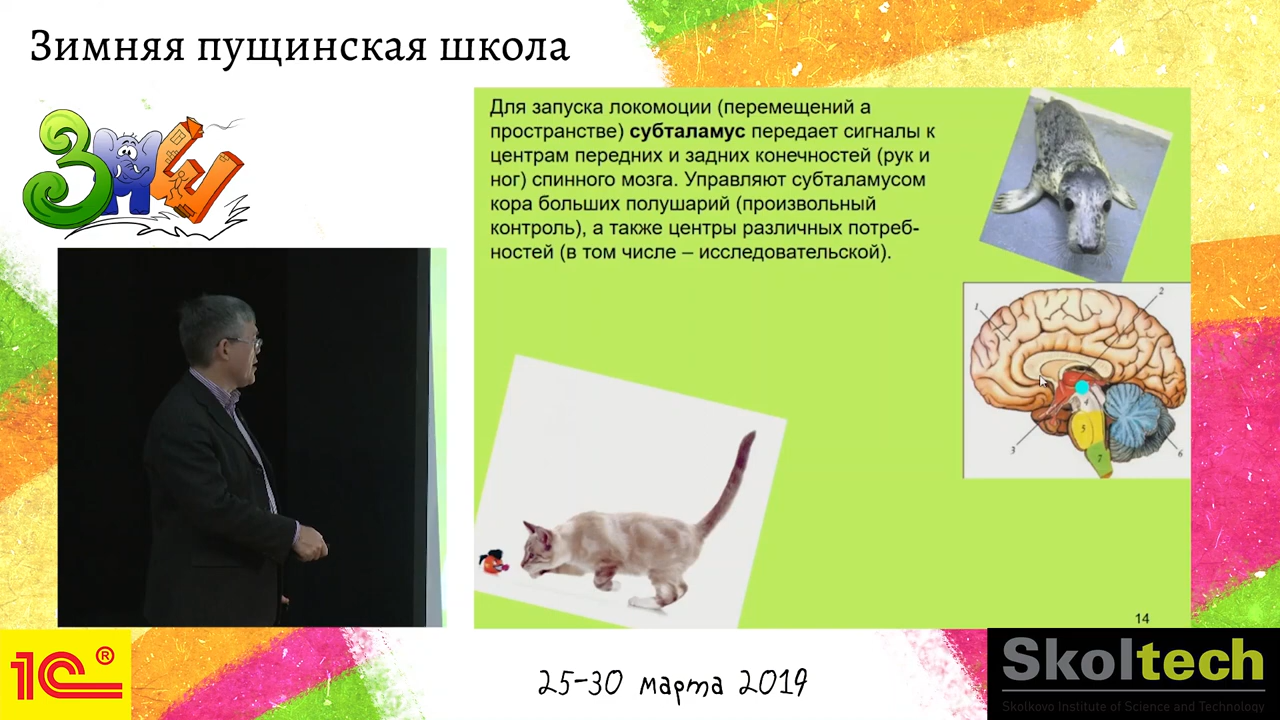 Зимняя пущинская школа
ЗПШ
Для запуска локомоции (перемещений а
пространстве) субталамус передает сигналы к
центрам передних и задних конечностей (рук и
ног) спинного мозга. Управляют субталамусом
кора больших полушарий (произвольный
контроль), а также центры различных потреб-
ностей (в том числе – исследовательской).
1
2
3
4
5
6
7
14
1С®
25-30 марта 2019
Skoltech
Skolkovo Institute of Science and Technology